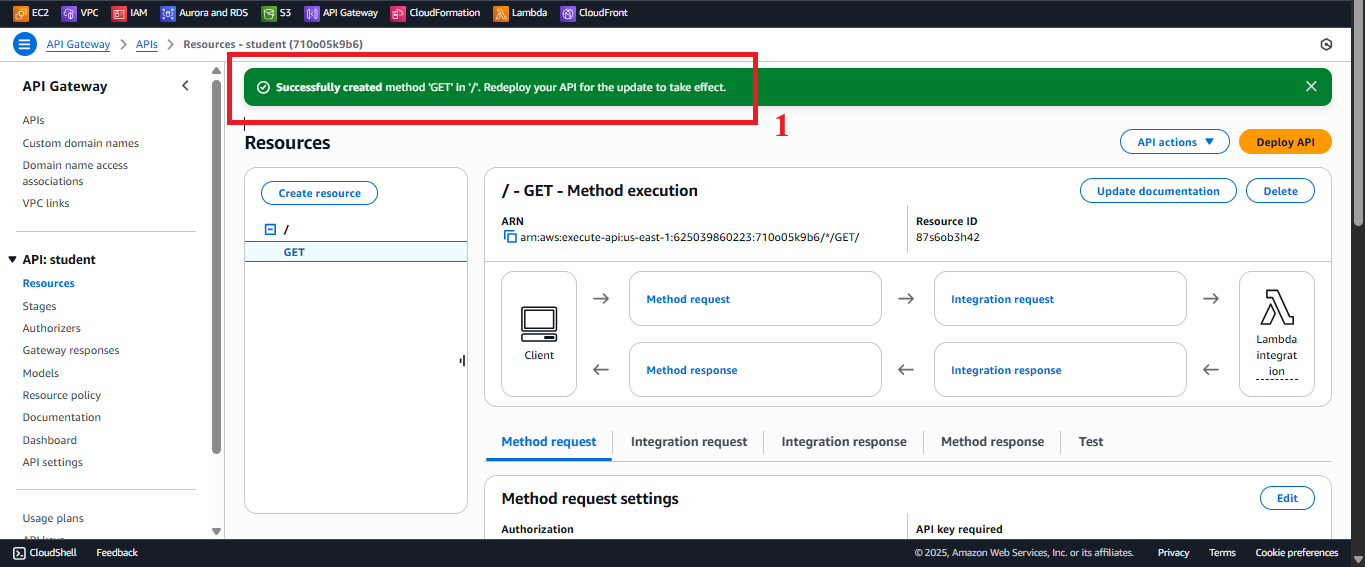 EC2 VPC IAM Aurora and RDS S3 API Gateway CloudFormation Lambda CloudFront
API Gateway > APIs > Resources - student (710o05k9b6)
API Gateway
APIs
Custom domain names
Domain name access
associations
VPC links
API: student
Resources
Stages
Authorizers
Gateway responses
Models
Resource policy
Documentation
Dashboard
API settings
Usage plans
Successfully created method 'GET' in '/'. Redeploy your API for the update to take effect.
1
Resources
API actions
Deploy API
Create resource
/
GET
/ - GET - Method execution
Update documentation
Delete
ARN
arn:aws:execute-api:us-east-1:625039860223:710o05k9b6/*/GET/
Resource ID
87s6ob3h42
Client
Method request
Integration request
Method response
Integration response
Lambda
integrat
ion
Method request Integration request Integration response Method response Test
Method request settings
Edit
Authorization
API key required
CloudShell Feedback
© 2025, Amazon Web Services, Inc. or its affiliates. Privacy Terms Cookie preferences